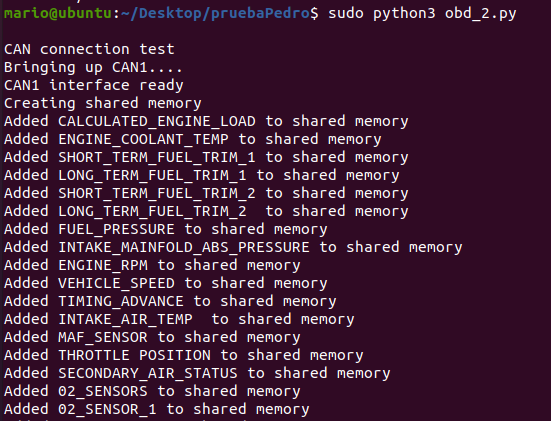 mario@ubuntu:~/Desktop/pruebaPedro$ sudo python3 obd_2.py
CAN connection test
Bringing up CAN1....
CAN1 interface ready
Creating shared memory
Added CALCULATED_ENGINE_LOAD to shared memory
Added ENGINE_COOLANT_TEMP to shared memory
Added SHORT_TERM_FUEL_TRIM_1 to shared memory
Added LONG_TERM_FUEL_TRIM_1 to shared memory
Added SHORT_TERM_FUEL_TRIM_2 to shared memory
Added LONG_TERM_FUEL_TRIM_2  to shared memory
Added FUEL_PRESSURE to shared memory
Added INTAKE_MAINFOLD_ABS_PRESSURE to shared memory
Added ENGINE_RPM to shared memory
Added VEHICLE_SPEED to shared memory
Added TIMING_ADVANCE to shared memory
Added INTAKE_AIR_TEMP  to shared memory
Added MAF_SENSOR to shared memory
Added THROTTLE POSITION to shared memory
Added SECONDARY_AIR_STATUS to shared memory
Added 02_SENSORS to shared memory
Added 02_SENSOR_1 to shared memory